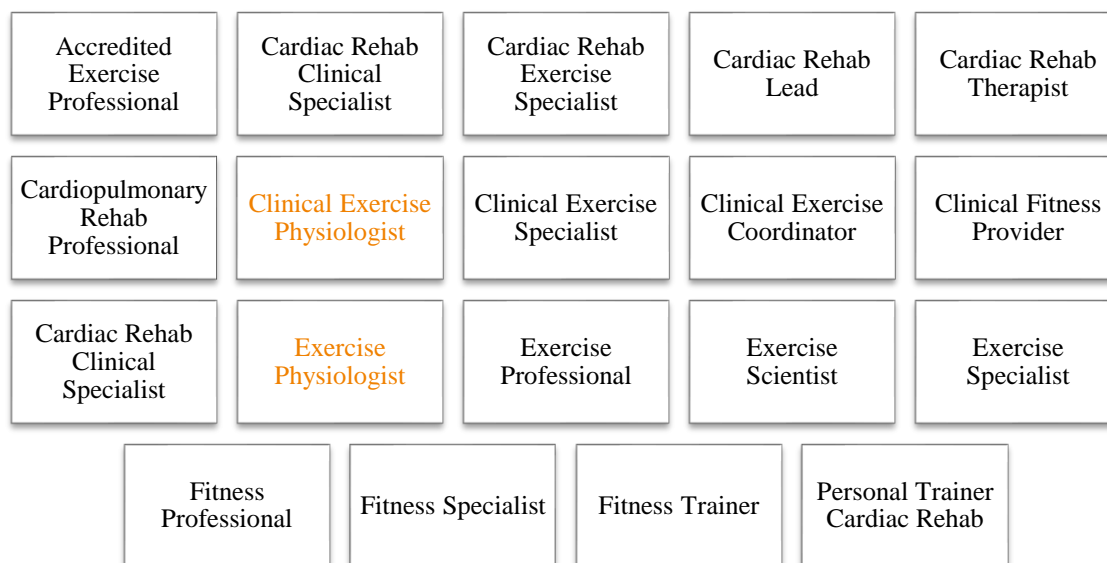 Accredited
Exercise
Professional
Cardiac Rehab
Clinical
Specialist
Cardiac Rehab
Exercise
Specialist
Cardiac Rehab
Lead
Cardiac Rehab
Therapist
Cardiopulmonary
Rehab
Professional
Clinical Exercise
Physiologist
Clinical Exercise
Specialist
Clinical Exercise
Coordinator
Clinical Fitness
Provider
Cardiac Rehab
Clinical
Specialist
Exercise
Physiologist
Exercise
Professional
Exercise
Scientist
Exercise
Specialist
Fitness
Professional
Fitness Specialist
Fitness Trainer
Personal Trainer
Cardiac Rehab